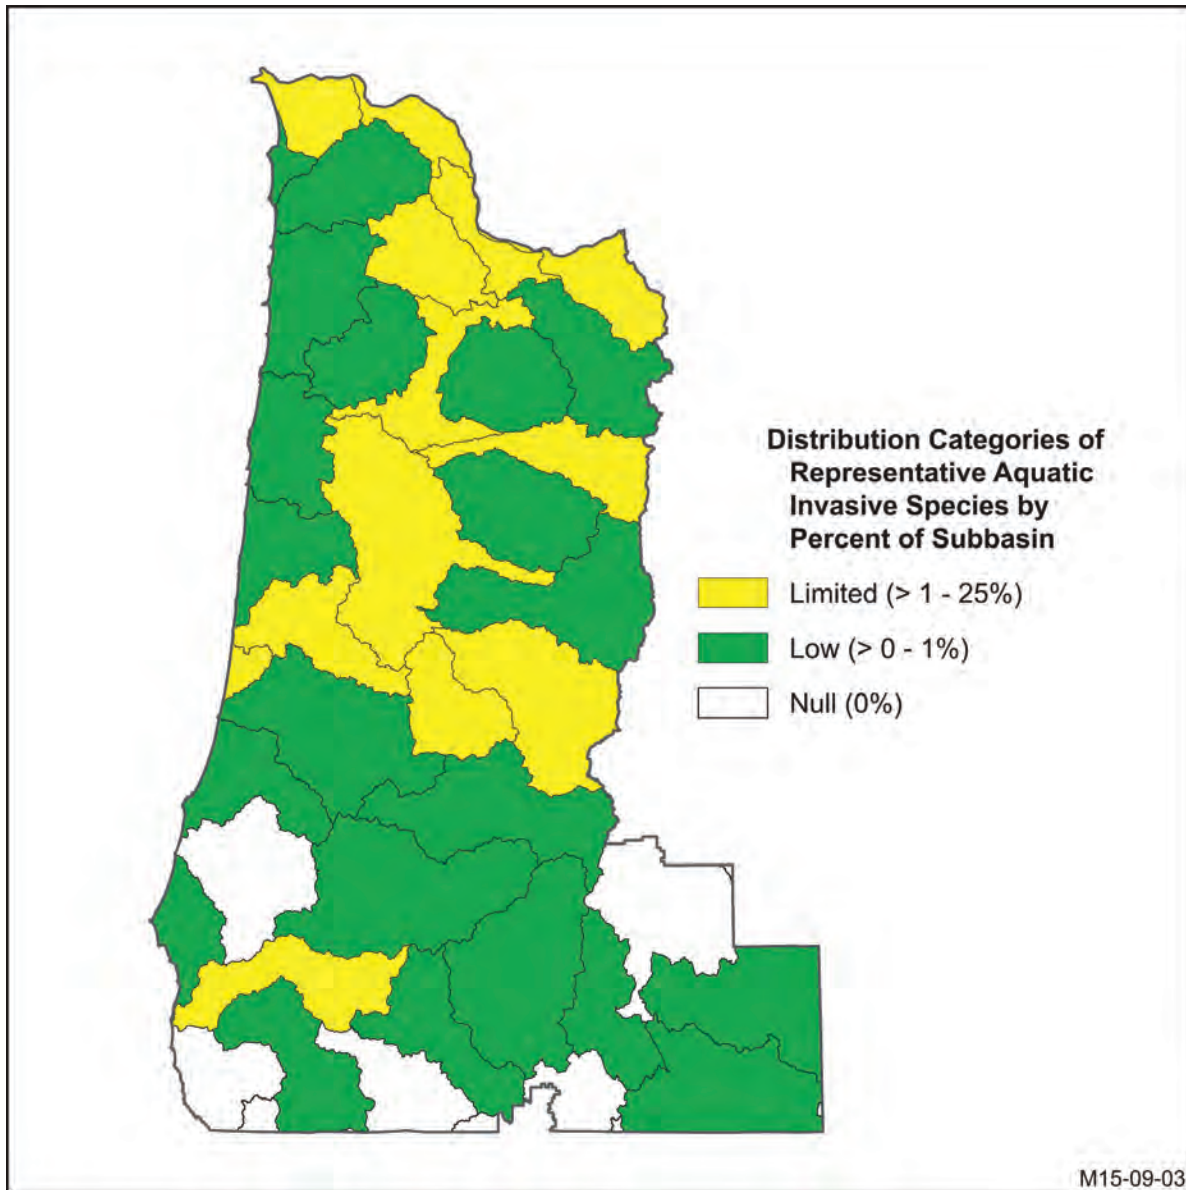 Distribution Categories of
Representative Aquatic
Invasive Species by
Percent of Subbasin
Limited (> 1 - 25%)
Low (> 0 - 1%)
Null (0%)
M15-09-03